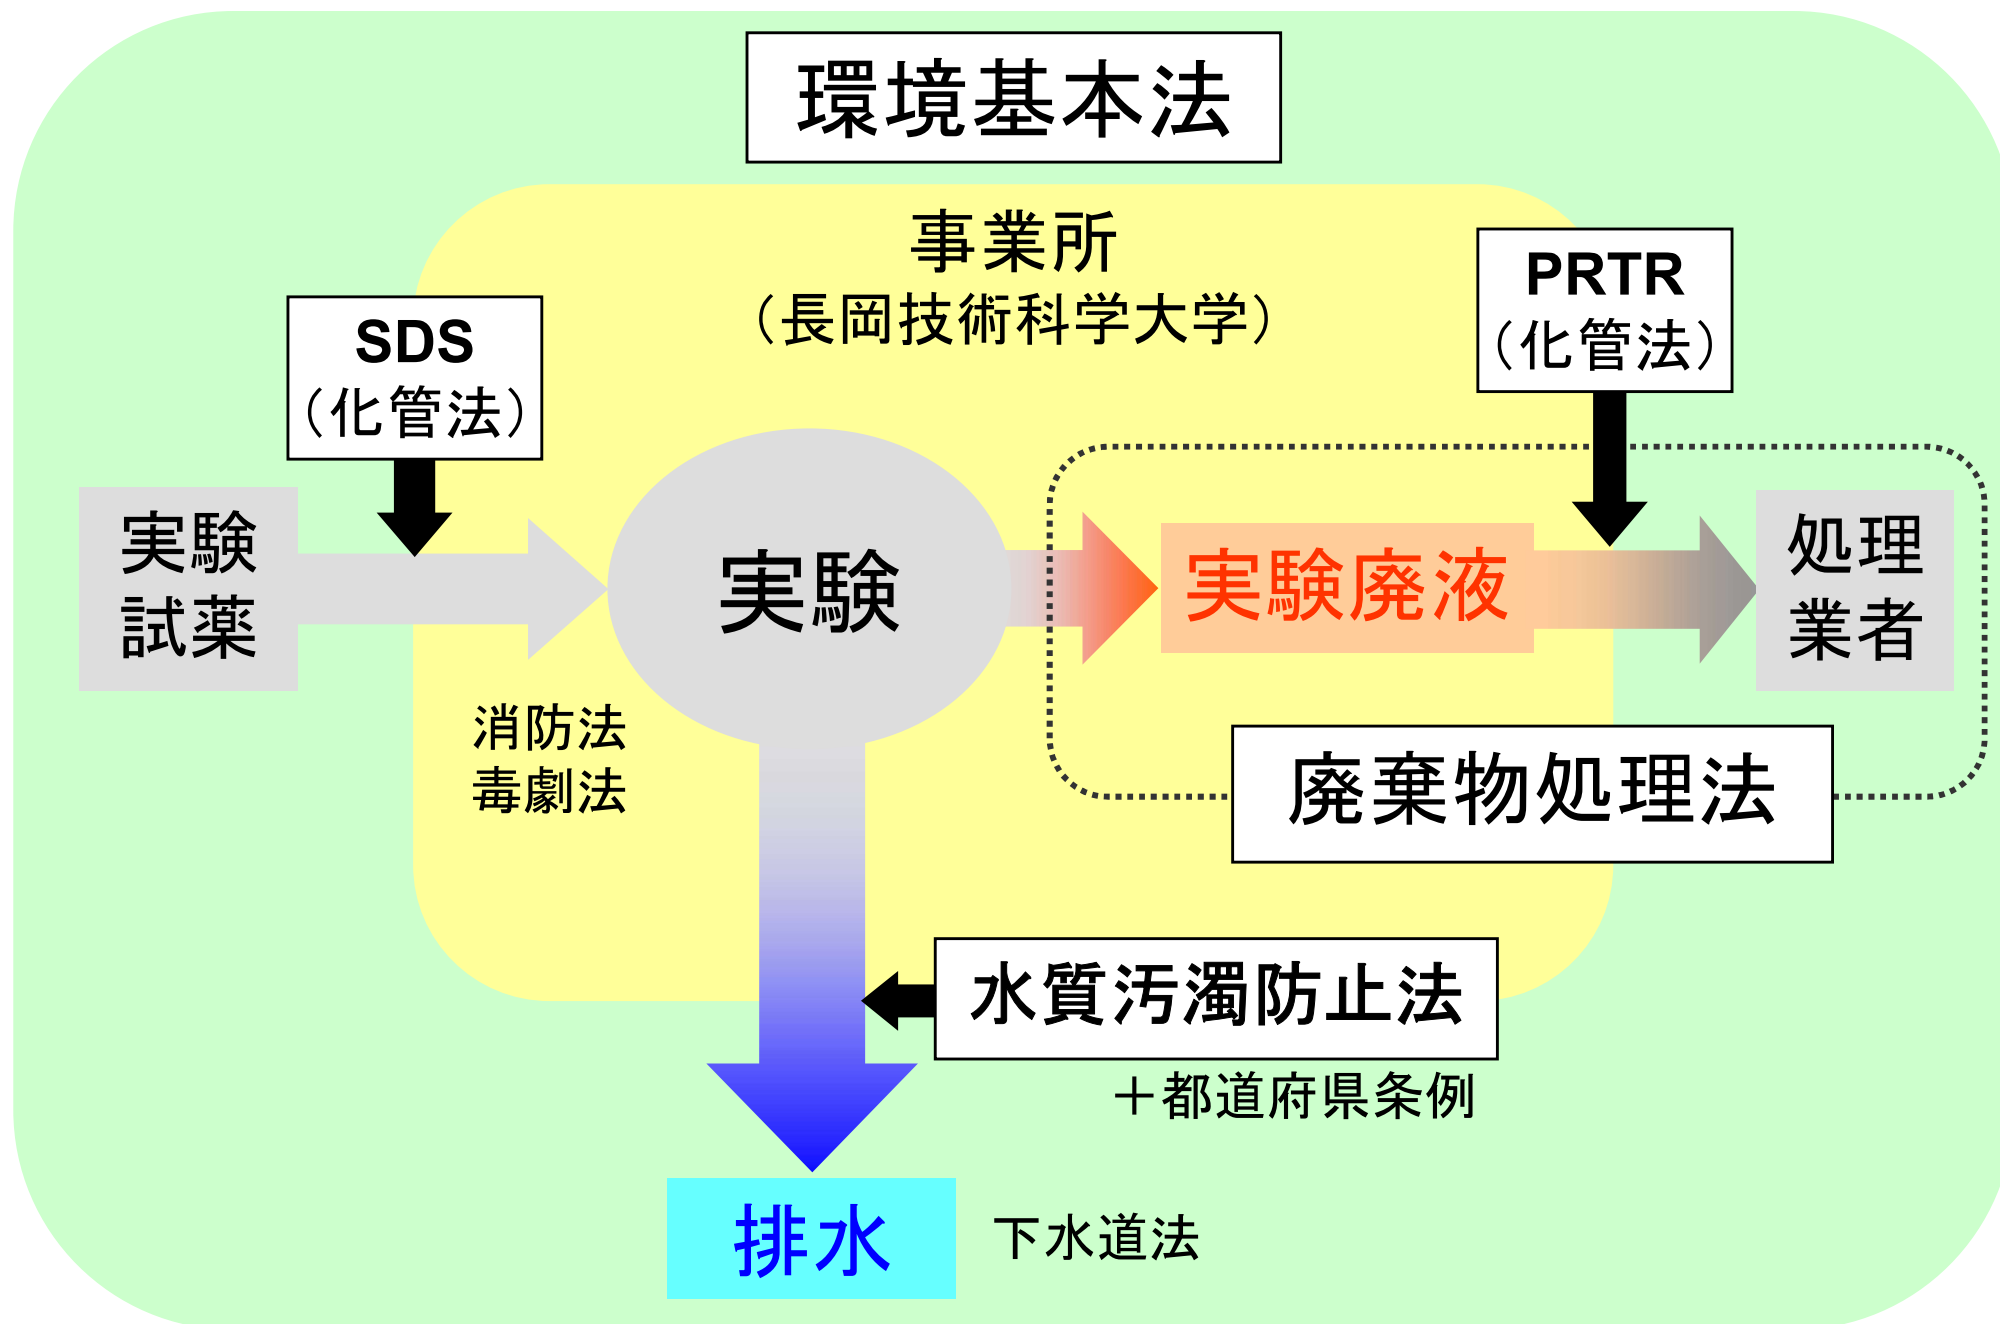 環境基本法
事業所
（長岡技術科学大学）
PRTR
（化管法）
SDS
（化管法）
実験
試薬
実験
実験廃液
処理
業者
消防法
毒劇法
廃棄物処理法
水質汚濁防止法
＋都道府県条例
排水
下水道法